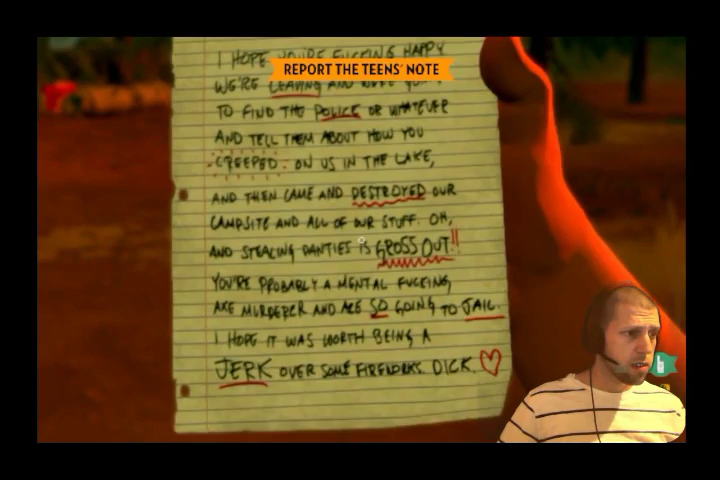 I HOPE YOU'RE FUCKING HAPPY
REPORT THE TEENS' NOTE
WE'RE LEAVING AND
TO FIND THE POLICE OR WHATEVER
AND TELL THEM ABOUT HOW YOU
CREEPED ON US IN THE LAKE,
AND THEN CAME AND DESTROYED OUR
CAMPSITE AND ALL OF OUR STUFF. OH,
AND STEALING PANTIES IS GROSS OUT!!
YOU'RE PROBABLY A MENTAL FUCKING
AXE MURDERER AND ARE SO GOING TO JAIL.
I HOPE IT WAS WORTH BEING A
JERK OVER SOME FIREWORKS. DICK.